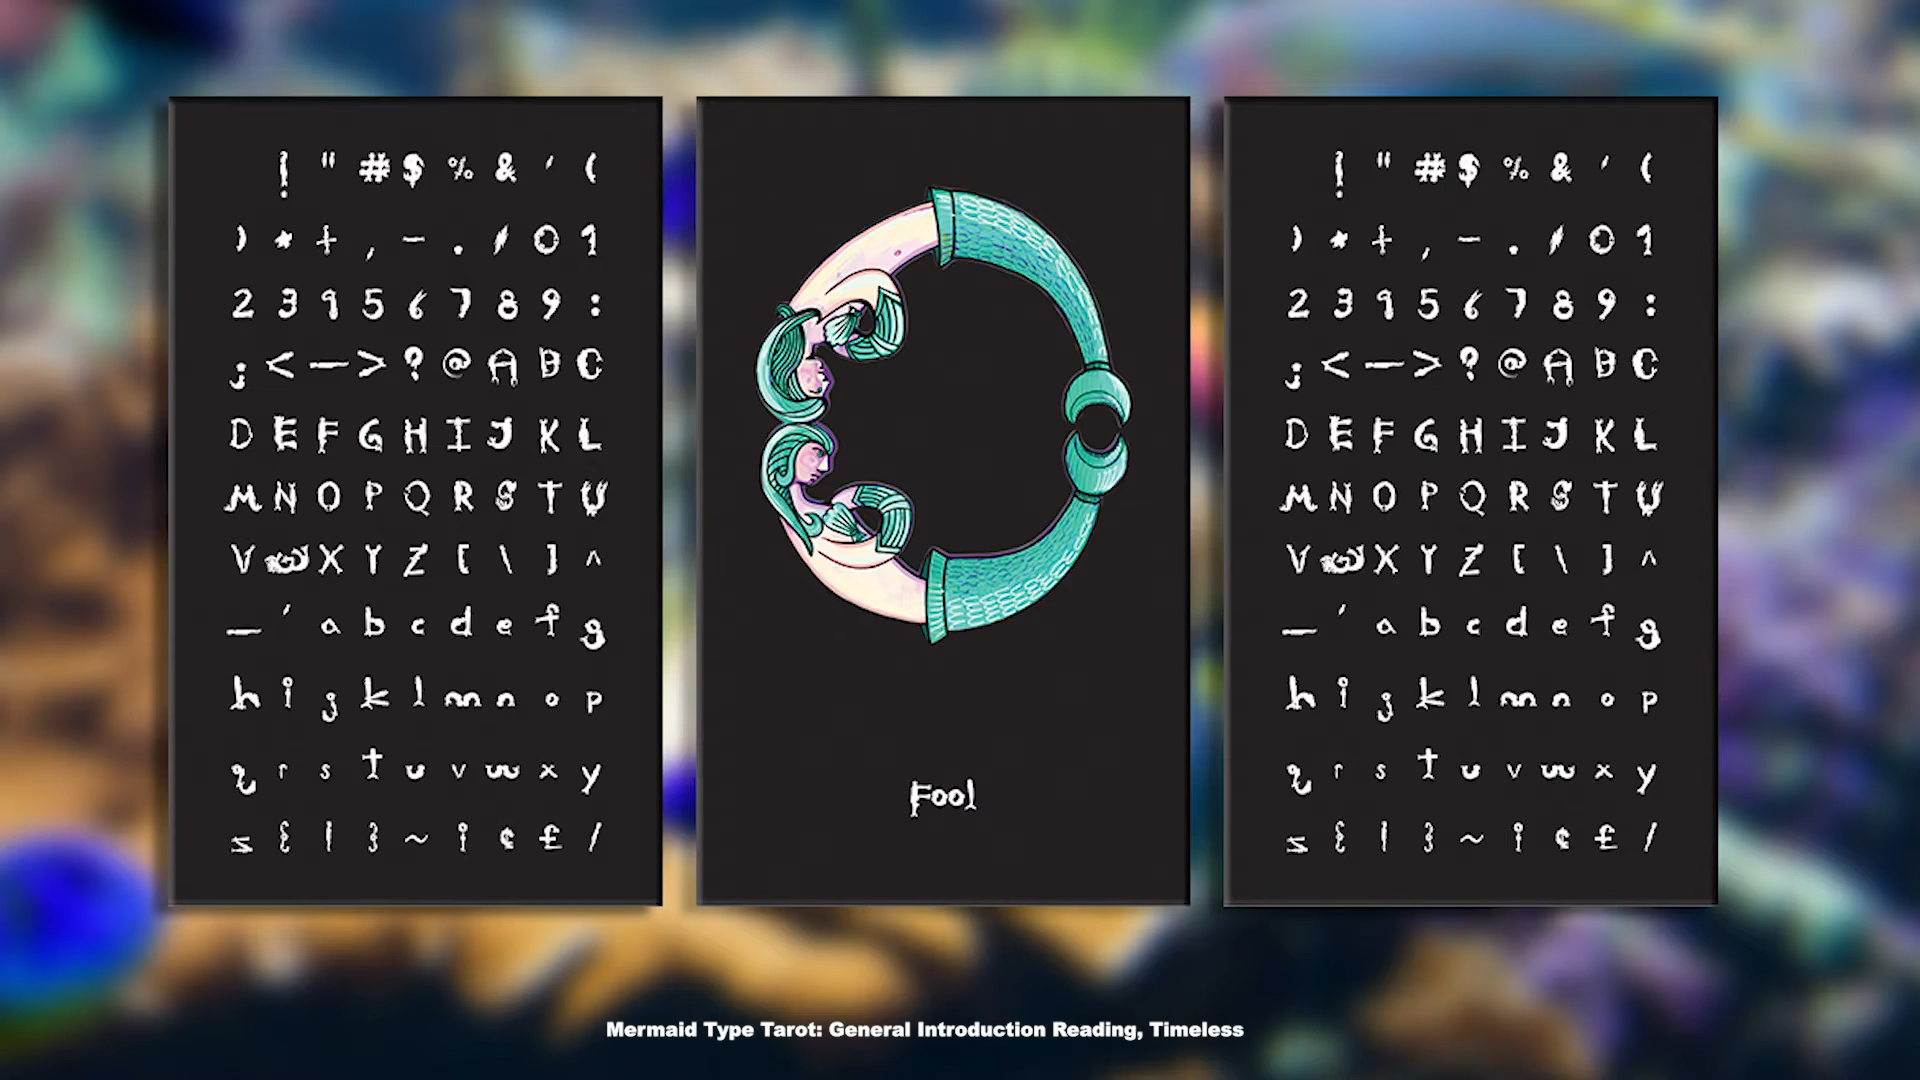 ! " # $ % & ' (
) * + , - . / 0 1
2 3 4 5 6 7 8 9 :
; < — > ? @ A B C
D E F G H I J K L
M N O P Q R S T U
V W X Y Z [ \ ] ^
_ ' a b c d e f g
h i j k l m n o p
q r s t u v w x y
z { | } ~ ¡ ¢ £ /
Fool
! " # $ % & ' (
) * + , - . / 0 1
2 3 4 5 6 7 8 9 :
; < — > ? @ A B C
D E F G H I J K L
M N O P Q R S T U
V W X Y Z [ \ ] ^
_ ' a b c d e f g
h i j k l m n o p
q r s t u v w x y
z { | } ~ ¡ ¢ £ /
Mermaid Type Tarot: General Introduction Reading, Timeless